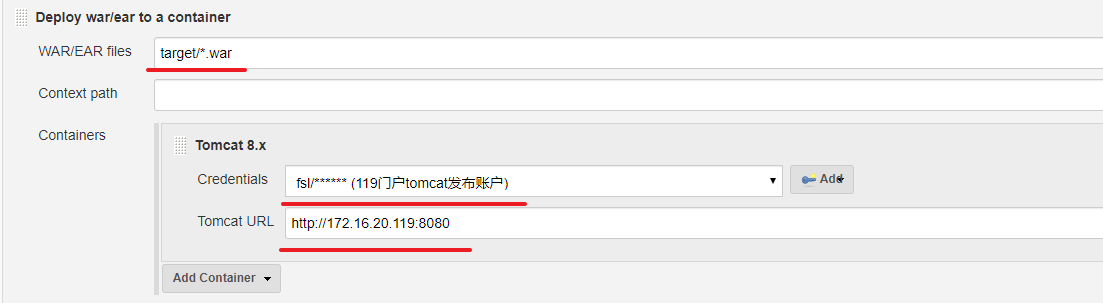 Deploy war/ear to a container
WAR/EAR files target/*.war
Context path
Containers
Tomcat 8.x
Credentials fsl/****** (119门户tomcat发布账户) Add
Tomcat URL http://172.16.20.119:8080
Add Container